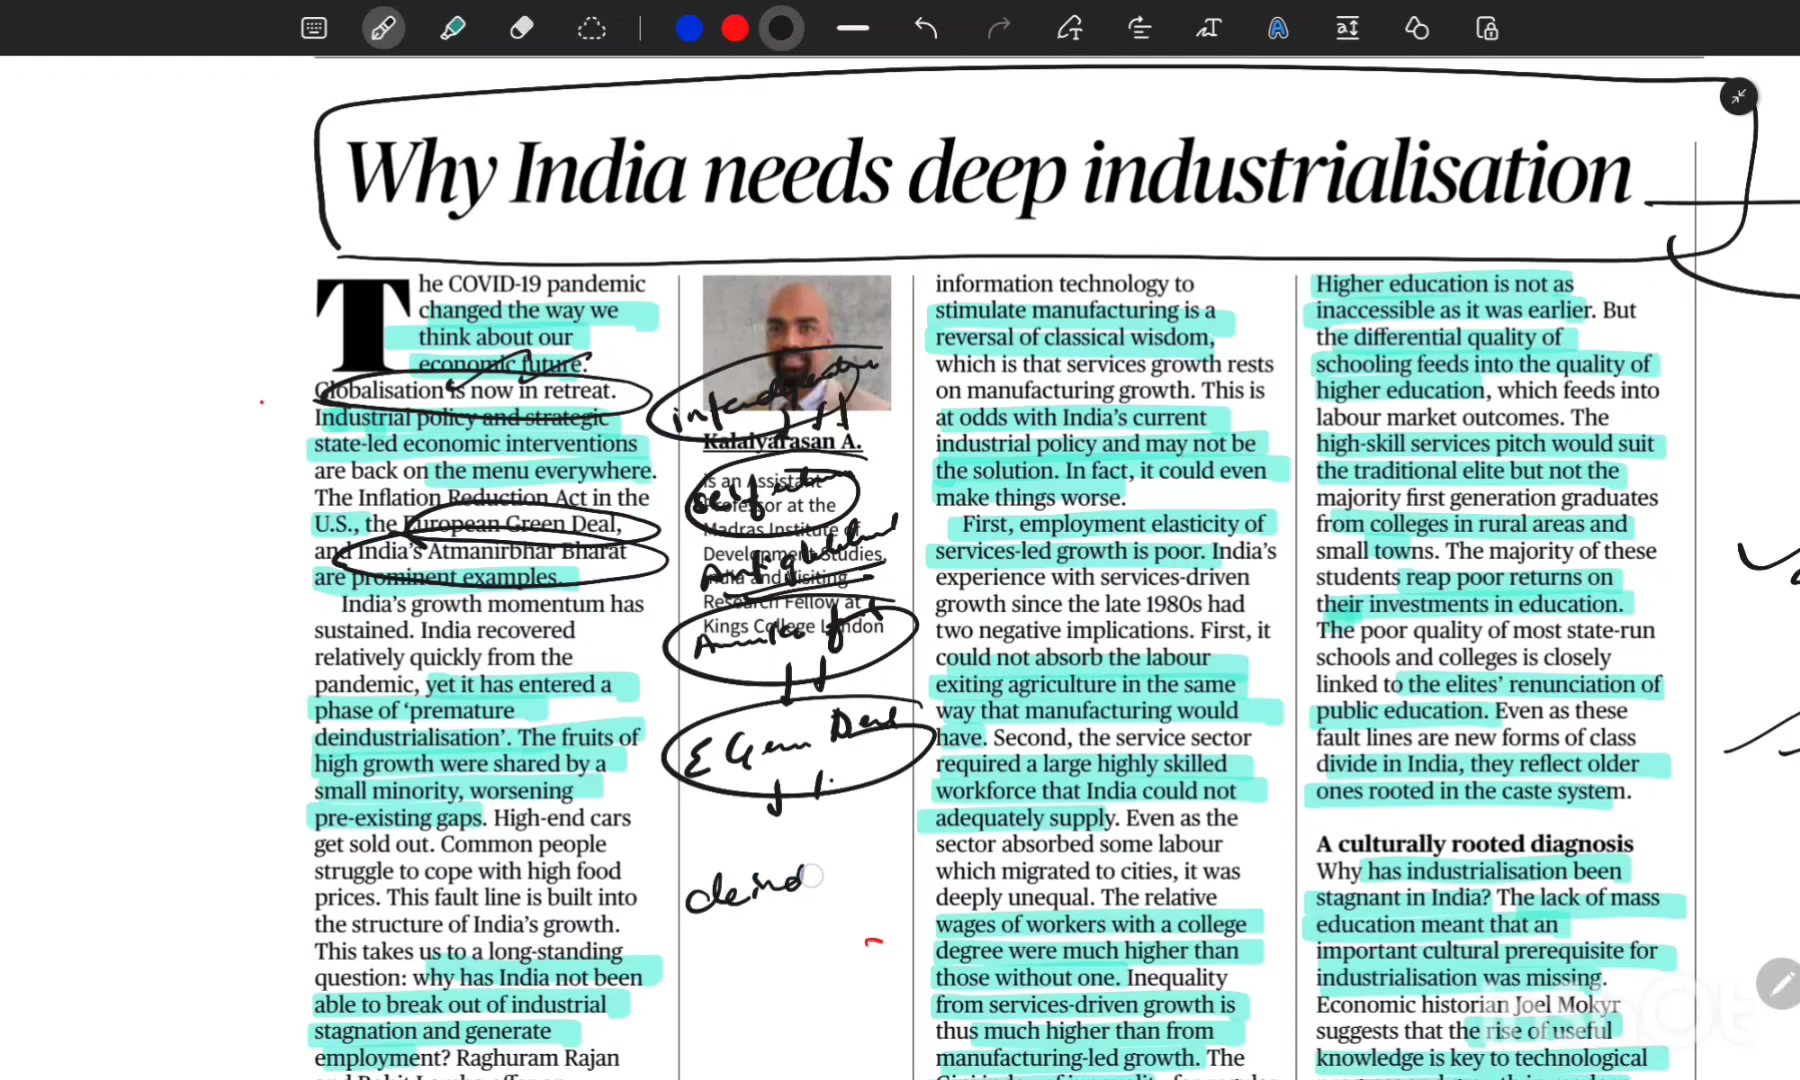 Why India needs deep industrialisation
The COVID-19 pandemic
changed the way we
think about our
economic future.
Globalisation is now in retreat.
Industrial policy and strategic
state-led economic interventions
are back on the menu everywhere.
The Inflation Reduction Act in the
U.S., the European Green Deal,
and India's Atmanirbhar Bharat
are prominent examples.
India's growth momentum has
sustained. India recovered
relatively quickly from the
pandemic, yet it has entered a
phase of 'premature
deindustrialisation'. The fruits of
high growth were shared by a
small minority, worsening
pre-existing gaps. High-end cars
get sold out. Common people
struggle to cope with high food
prices. This fault line is built into
the structure of India's growth.
This takes us to a long-standing
question: why has India not been
able to break out of industrial
stagnation and generate
employment? Raghuram Rajan
Kalaiyarasan A.
is an Assistant
Professor at the
Madras Institute of
Development Studies,
India and Visiting
Research Fellow at
Kings College London
deind
information technology to
stimulate manufacturing is a
reversal of classical wisdom,
which is that services growth rests
on manufacturing growth. This is
at odds with India's current
industrial policy and may not be
the solution. In fact, it could even
make things worse.
First, employment elasticity of
services-led growth is poor. India's
experience with services-driven
growth since the late 1980s had
two negative implications. First, it
could not absorb the labour
exiting agriculture in the same
way that manufacturing would
have. Second, the service sector
required a large highly skilled
workforce that India could not
adequately supply. Even as the
sector absorbed some labour
which migrated to cities, it was
deeply unequal. The relative
wages of workers with a college
degree were much higher than
those without one. Inequality
from services-driven growth is
thus much higher than from
manufacturing-led growth. The
Higher education is not as
inaccessible as it was earlier. But
the differential quality of
schooling feeds into the quality of
higher education, which feeds into
labour market outcomes. The
high-skill services pitch would suit
the traditional elite but not the
majority first generation graduates
from colleges in rural areas and
small towns. The majority of these
students reap poor returns on
their investments in education.
The poor quality of most state-run
schools and colleges is closely
linked to the elites' renunciation of
public education. Even as these
fault lines are new forms of class
divide in India, they reflect older
ones rooted in the caste system.
A culturally rooted diagnosis
Why has industrialisation been
stagnant in India? The lack of mass
education meant that an
important cultural prerequisite for
industrialisation was missing.
Economic historian Joel Mokyr
suggests that the rise of useful
knowledge is key to technological